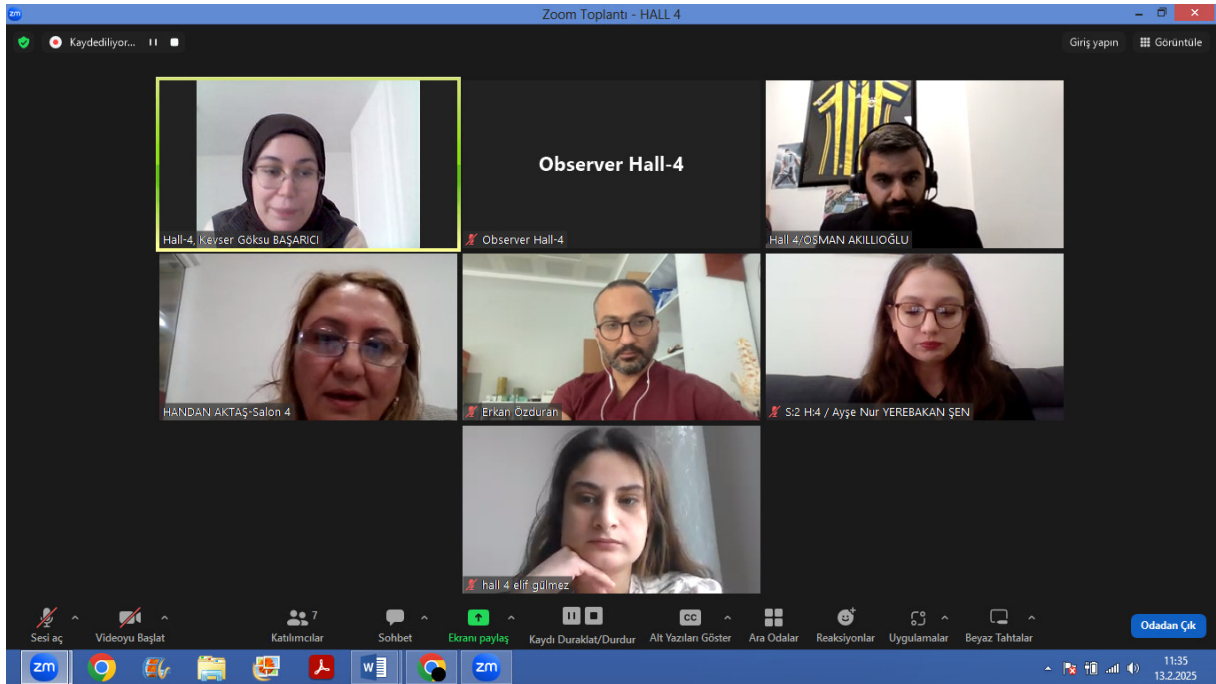 Zoom Toplantı - HALL 4
Kaydediliyor...
Giriş yapın
Görüntüle
Hall-4, Kevser Göksu BAŞARICI
Observer Hall-4
Observer Hall-4
Hall 4/OSMAN AKILLIOĞLU
HANDAN AKTAŞ-Salon 4
Erkan Özduran
S:2 H:4 / Ayşe Nur YEREBAKAN ŞEN
hall 4 elif gülmez
Sesi aç
Videoyu Başlat
7
Katılımcılar
Sohbet
Ekranı paylaş
Kaydı Duraklat/Durdur
CC
Alt Yazıları Göster
Ara Odalar
Reaksiyonlar
Uygulamalar
Beyaz Tahtalar
Odadan Çık
zm
zm
zm
11:35
13.2.2025